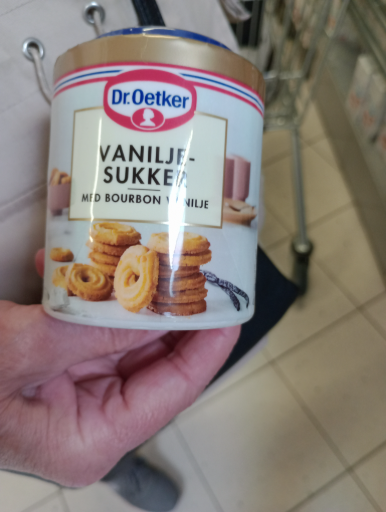 Dr.Oetker
VANILJE-
SUKKER
MED BOURBON VANILJE